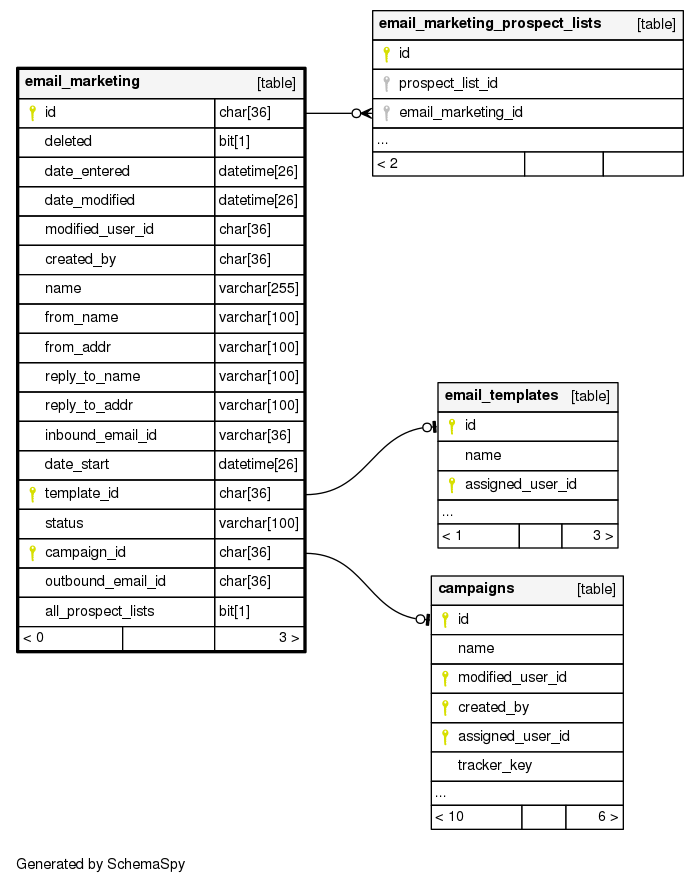 email_marketing [table]
id char[36]
deleted bit[1]
date_entered datetime[26]
date_modified datetime[26]
modified_user_id char[36]
created_by char[36]
name varchar[255]
from_name varchar[100]
from_addr varchar[100]
reply_to_name varchar[100]
reply_to_addr varchar[100]
inbound_email_id varchar[36]
date_start datetime[26]
template_id char[36]
status varchar[100]
campaign_id char[36]
outbound_email_id char[36]
all_prospect_lists bit[1]
< 0 3 >
email_marketing_prospect_lists [table]
id
prospect_list_id
email_marketing_id
...
< 2
email_templates [table]
id
name
assigned_user_id
...
< 1 3 >
campaigns [table]
id
name
modified_user_id
created_by
assigned_user_id
tracker_key
...
< 10 6 >
Generated by SchemaSpy